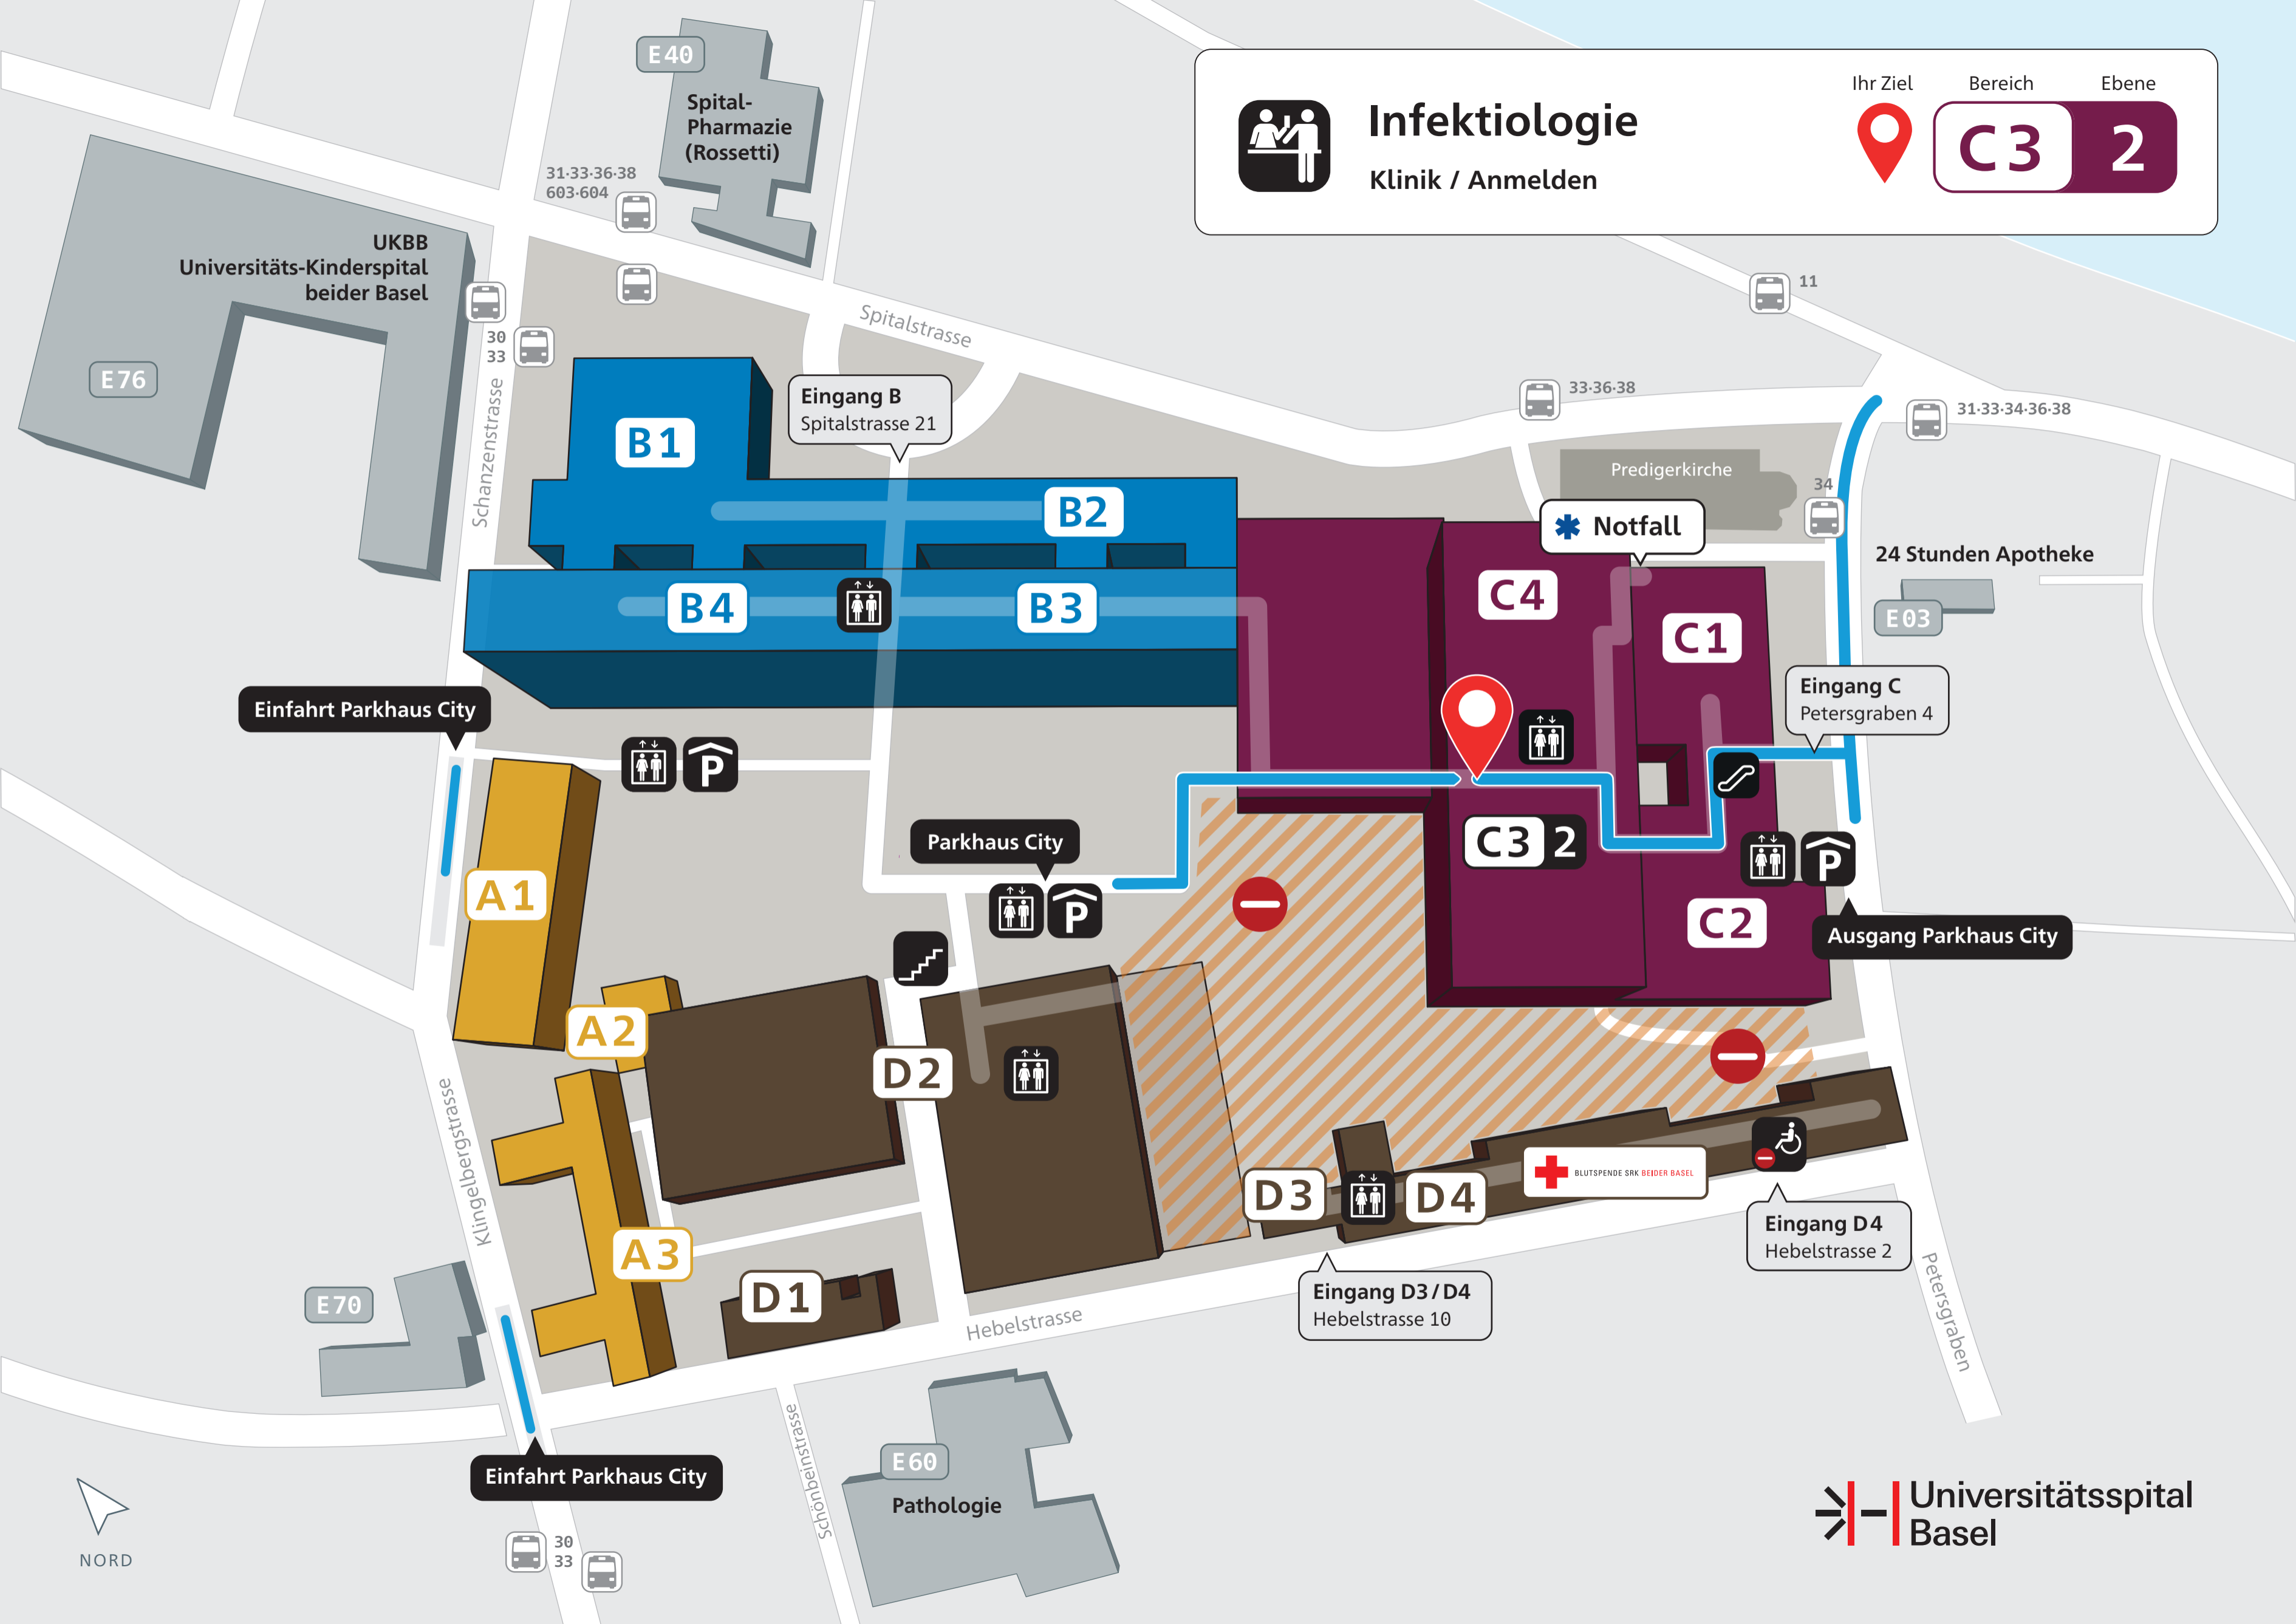 E40
Spital-
Pharmazie
(Rossetti)
31·33·36·38
603·604
Infektiologie
Klinik / Anmelden
Ihr Ziel
Bereich
Ebene
C3
2
UKBB
Universitäts-Kinderspital
beider Basel
E76
30
33
Schanzenstrasse
Spitalstrasse
11
33·36·38
31·33·34·36·38
Eingang B
Spitalstrasse 21
B1
B2
B4
B3
Predigerkirche
Notfall
34
24 Stunden Apotheke
E03
C4
C1
Eingang C
Petersgraben 4
Einfahrt Parkhaus City
P
Parkhaus City
P
C3 2
P
C2
Ausgang Parkhaus City
A1
A2
D2
A3
D1
D3
D4
BLUTSPENDE SRK BEIDER BASEL
Eingang D4
Hebelstrasse 2
Eingang D3/D4
Hebelstrasse 10
Klingelbergstrasse
Hebelstrasse
Petersgraben
E70
Schönbeinstrasse
E60
Pathologie
Einfahrt Parkhaus City
30
33
NORD
Universitätsspital
Basel